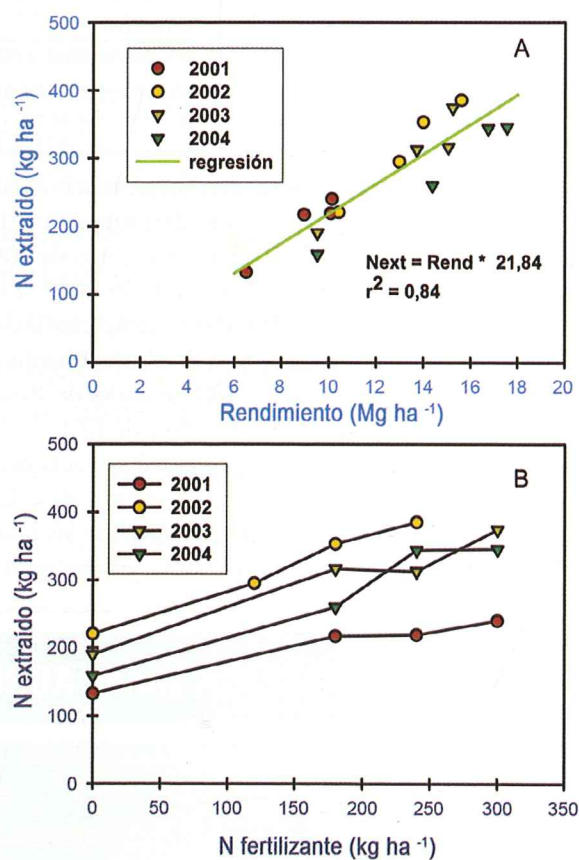 A
500
400
300
200
100
0
N extraído (kg ha -1)
2001
2002
2003
2004
regresión
Next = Rend * 21,84
r2 = 0,84
0 2 4 6 8 10 12 14 16 18 20
Rendimiento (Mg ha -1)
B
500
400
300
200
100
0
N extraído (kg ha -1)
2001
2002
2003
2004
0 50 100 150 200 250 300 350
N fertilizante (kg ha -1)